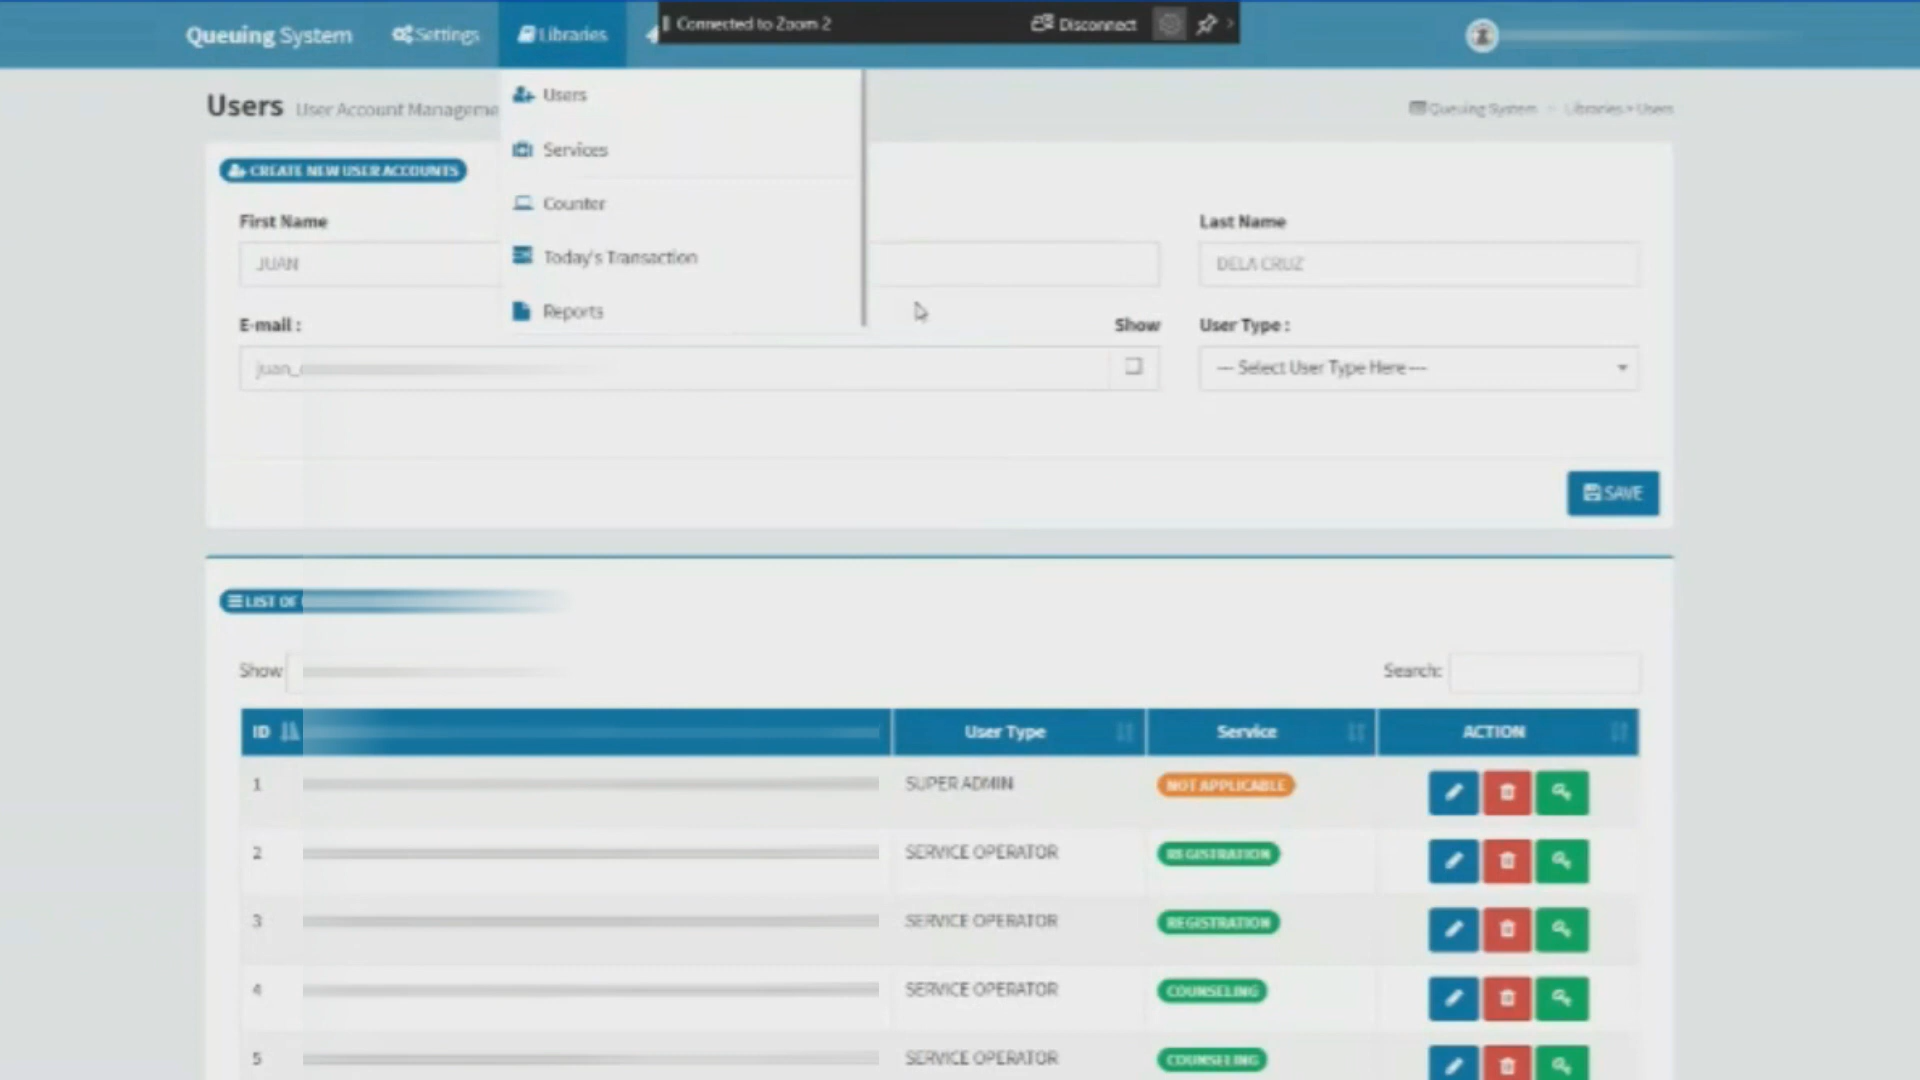 Queuing System Settings Libraries
Connected to Zoom 2 Disconnect
Users User Account Manageme
Queuing System Libraries > Users
Users
Services
Counter
Today's Transaction
Reports
CREATE NEW USER ACCOUNTS
First Name Last Name
JUAN DELA CRUZ
E-mail : Show User Type :
juan_ --- Select User Type Here ---
SAVE
LIST OF
Show Search:
ID User Type Service ACTION
1 SUPER ADMIN NOT APPLICABLE
2 SERVICE OPERATOR REGISTRATION
3 SERVICE OPERATOR REGISTRATION
4 SERVICE OPERATOR COUNSELING
5 SERVICE OPERATOR COUNSELING